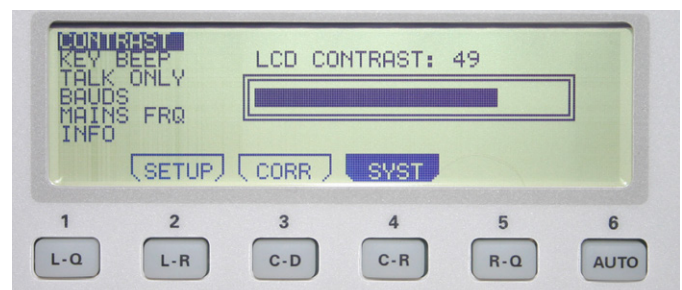 CONTRAST
KEY BEEP
TALK ONLY
BAUDS
MAINS FRQ
INFO
LCD CONTRAST: 49
SETUP CORR SYST
1 2 3 4 5 6
L-Q L-R C-D C-R R-Q AUTO